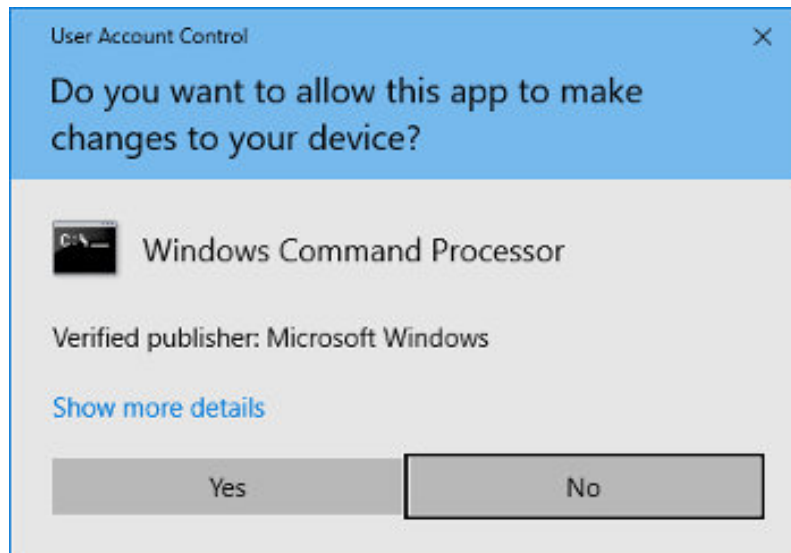 User Account Control
Do you want to allow this app to make
changes to your device?
C:\_
Windows Command Processor
Verified publisher: Microsoft Windows
Show more details
Yes
No